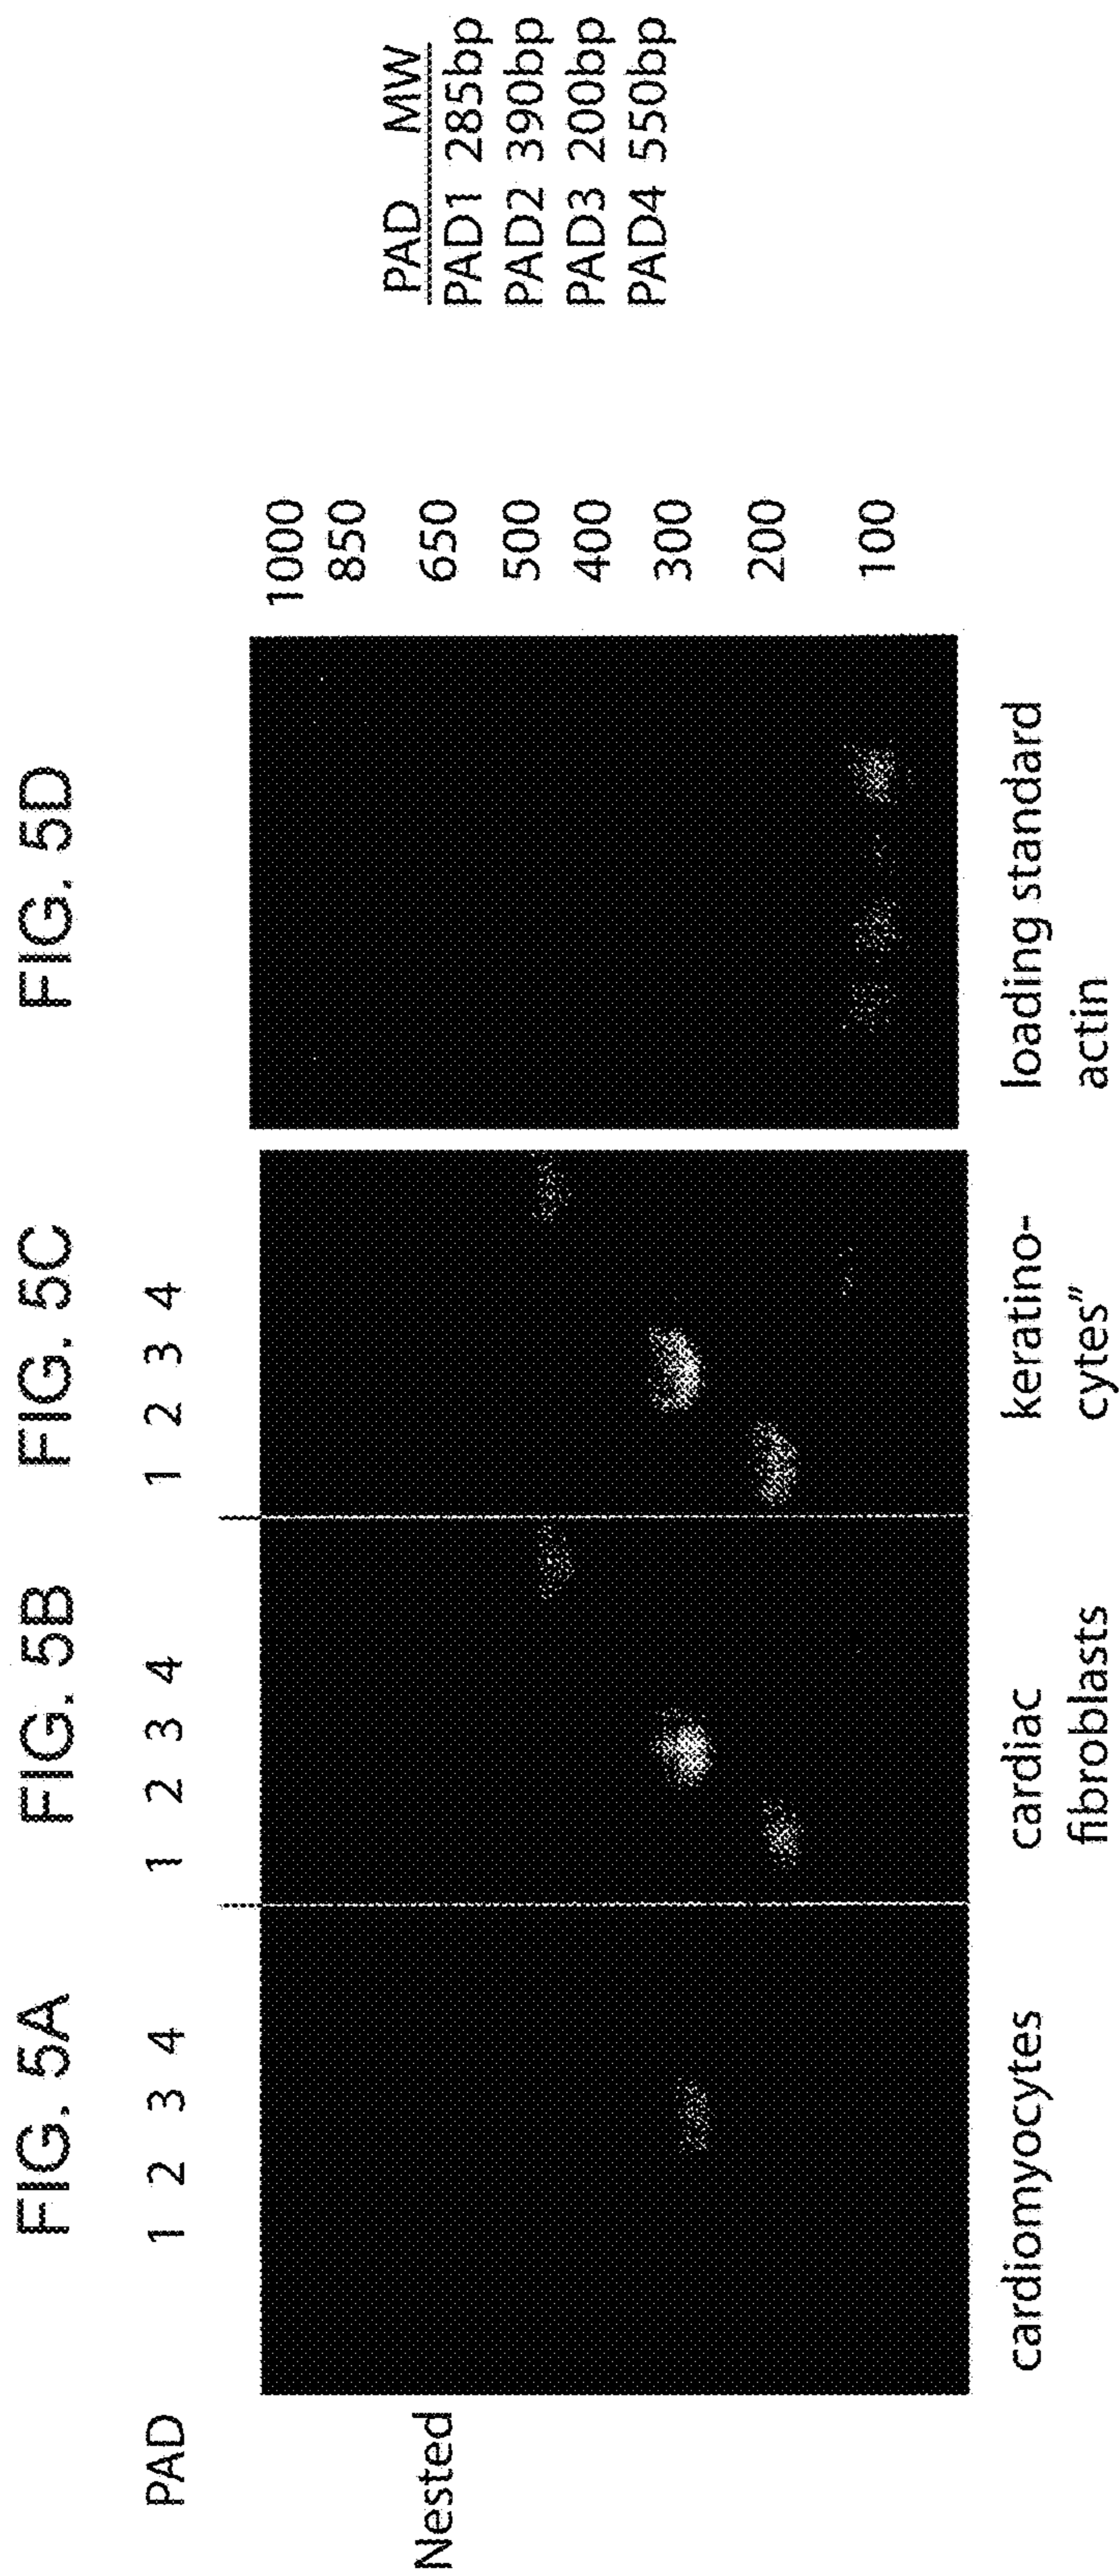 FIG. 5A FIG. 5B FIG. 5C FIG. 5D
PAD 1 2 3 4 1 2 3 4 1 2 3 4
Nested
1000
850
650
500
400
300
200
100
PAD MW
PAD1 285bp
PAD2 390bp
PAD3 200bp
PAD4 550bp
cardiomyocytes
cardiac
fibroblasts
keratino-
cytes”
loading standard
actin